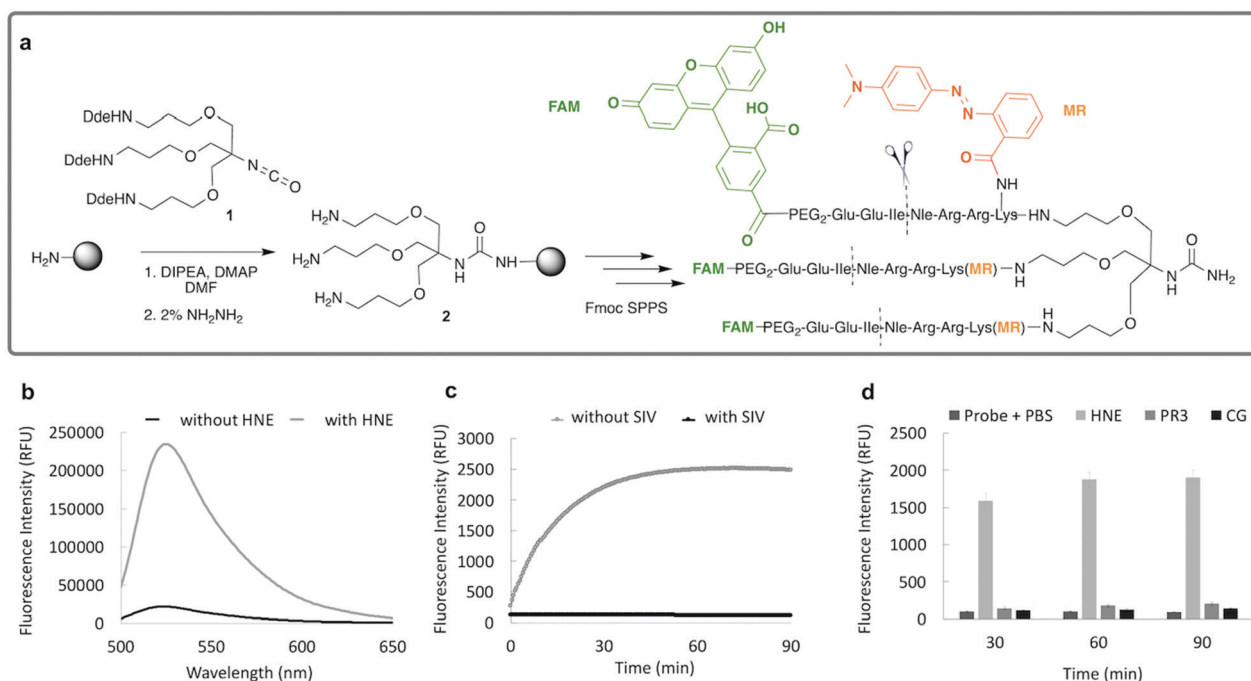 a
OH
O
O
HO
O
O
FAM
N
N
N
O
NH
MR
DdeHN
O
DdeHN
O
N
C
O
DdeHN
O
1
H2N
1. DIPEA, DMAP
DMF
2. 2% NH2NH2
H2N
O
H2N
O
O
N
H
NH
H2N
O
2
Fmoc SPPS
PEG2-Glu-Glu-Ile-Nle-Arg-Arg-Lys-HN
O
FAM-PEG2-Glu-Glu-Ile-Nle-Arg-Arg-Lys(MR)-N
H
O
O
N
H
NH2
FAM-PEG2-Glu-Glu-Ile-Nle-Arg-Arg-Lys(MR)-N
H
O
b
without HNE
with HNE
Fluorescence Intensity (RFU)
250000
200000
150000
100000
50000
0
500
550
600
650
Wavelength (nm)
c
without SIV
with SIV
Fluorescence Intensity (RFU)
3000
2500
2000
1500
1000
500
0
0
30
60
90
Time (min)
d
Probe + PBS
HNE
PR3
CG
Fluorescence Intensity (RFU)
2500
2000
1500
1000
500
0
30
60
90
Time (min)